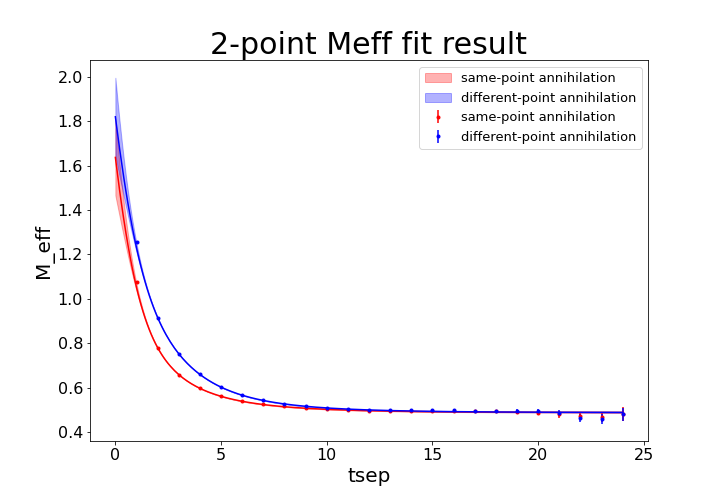 2-point Meff fit result
same-point annihilation
different-point annihilation
same-point annihilation
different-point annihilation
M_eff
2.0
1.8
1.6
1.4
1.2
1.0
0.8
0.6
0.4
0 5 10 15 20 25
tsep